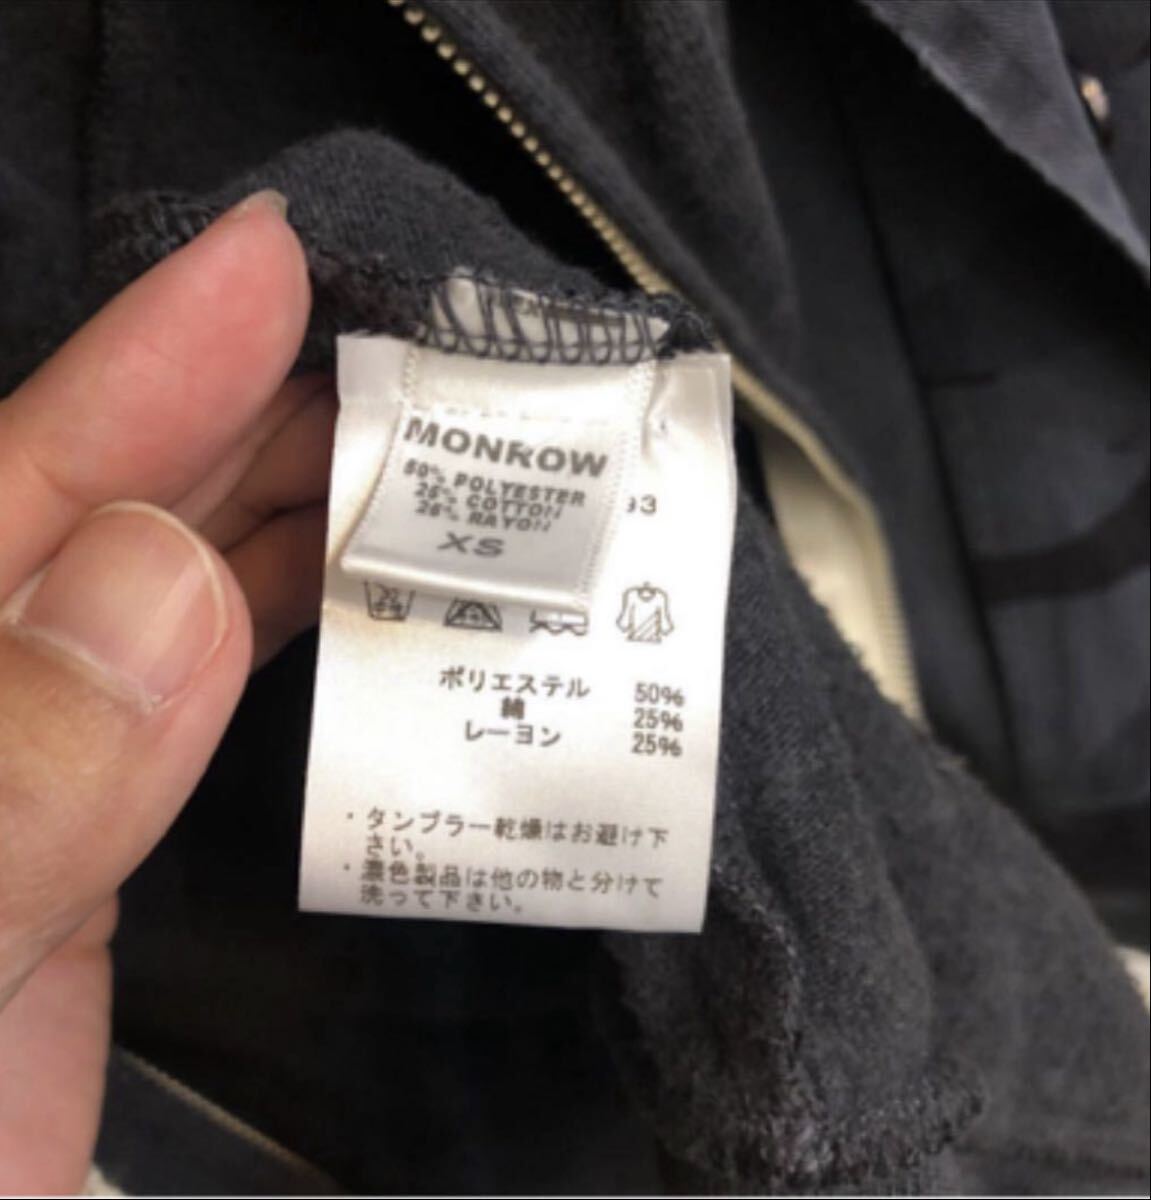 MONROW
50% POLYESTER
25% COTTON
25% RAYON
XS
93
ポリエステル 50%
綿 25%
レーヨン 25%
・タンブラー乾燥はお避け下
さい。
・濃色製品は他の物と分けて
洗って下さい。